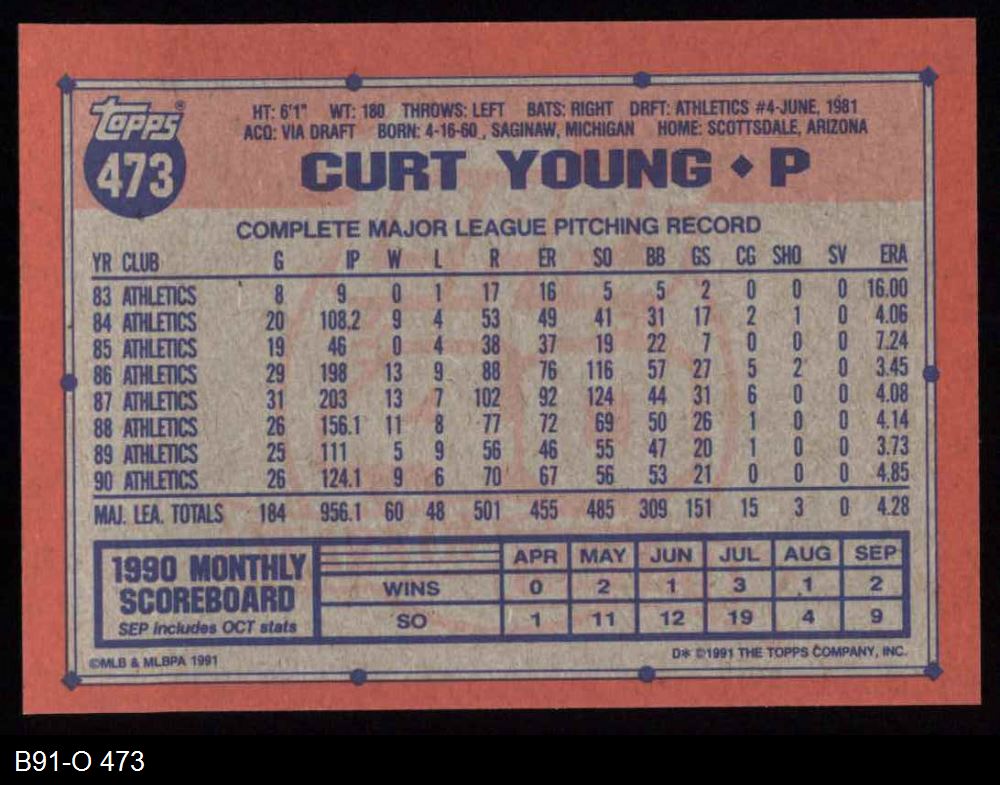 Topps®
473
HT: 6'1" WT: 180 THROWS: LEFT BATS: RIGHT DRFT: ATHLETICS #4-JUNE, 1981
ACQ: VIA DRAFT BORN: 4-16-60, SAGINAW, MICHIGAN HOME: SCOTTSDALE, ARIZONA
CURT YOUNG ◆ P
COMPLETE MAJOR LEAGUE PITCHING RECORD
YR CLUB G IP W L R ER SO BB GS CG SHO SV ERA
83 ATHLETICS 8 9 0 1 17 16 5 5 2 0 0 0 16.00
84 ATHLETICS 20 108.2 9 4 53 49 41 31 17 2 1 0 4.06
85 ATHLETICS 19 46 0 4 38 37 19 22 7 0 0 0 7.24
86 ATHLETICS 29 198 13 9 88 76 116 57 27 5 2 0 3.45
87 ATHLETICS 31 203 13 7 102 92 124 44 31 6 0 0 4.08
88 ATHLETICS 26 156.1 11 8 77 72 69 50 26 1 0 0 4.14
89 ATHLETICS 25 111 5 9 56 46 55 47 20 1 0 0 3.73
90 ATHLETICS 26 124.1 9 6 70 67 56 53 21 0 0 0 4.85
MAJ. LEA. TOTALS 184 956.1 60 48 501 455 485 309 151 15 3 0 4.28
1990 MONTHLY
SCOREBOARD
SEP includes OCT stats
APR MAY JUN JUL AUG SEP
WINS 0 2 1 3 1 2
SO 1 11 12 19 4 9
©MLB & MLBPA 1991
D* ©1991 THE TOPPS COMPANY, INC.
B91-O 473